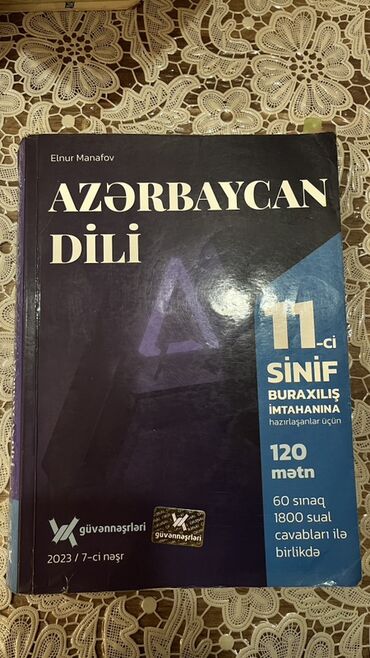 Elnur Manafov
AZƏRBAYCAN
DİLİ
11-ci
SİNİF
BURAXILIŞ
İMTAHANINA
hazırlaşanlar üçün
120
mətn
60 sınaq
1800 sual
cavabları ilə
birlikdə
güvənnəşrləri
güvənnəşrləri
2023 / 7-ci nəşr